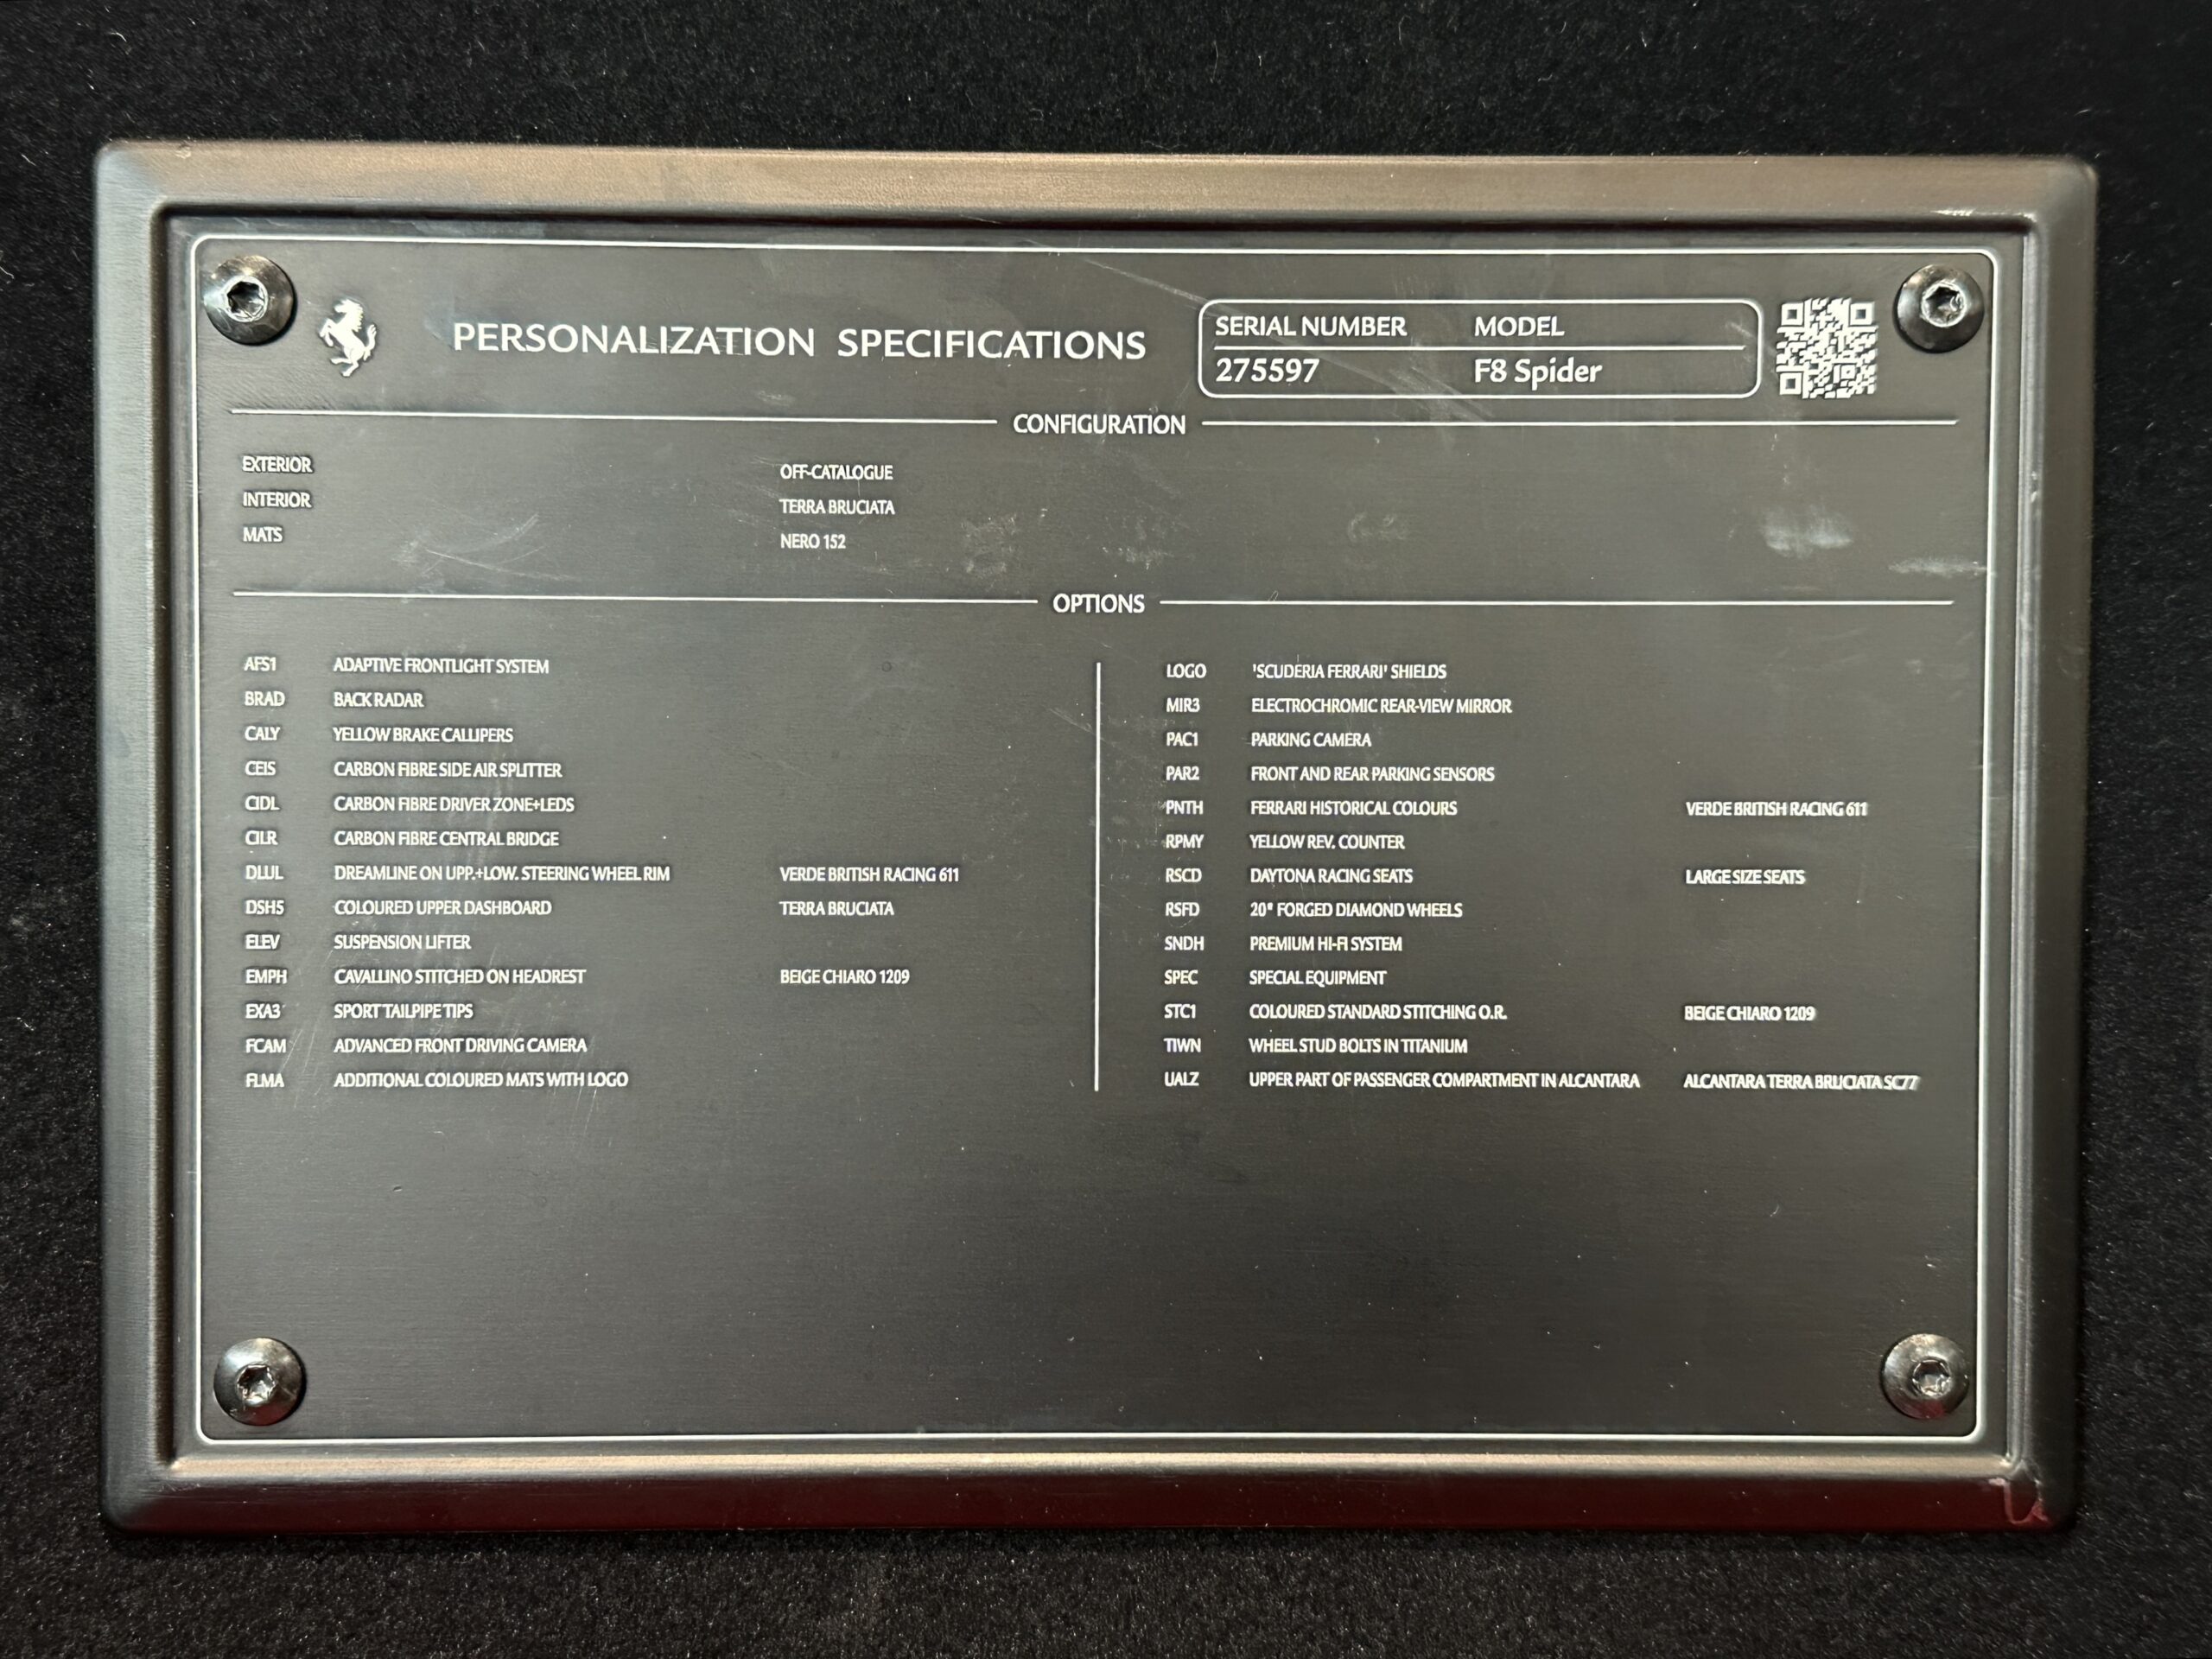 PERSONALIZATION SPECIFICATIONS
SERIAL NUMBER MODEL
275597 F8 Spider
CONFIGURATION
EXTERIOR OFF-CATALOGUE
INTERIOR TERRA BRUCIATA
MATS NERO 152
OPTIONS
AFS1 ADAPTIVE FRONTLIGHT SYSTEM
BRAD BACK RADAR
CALY YELLOW BRAKE CALLIPERS
CEIS CARBON FIBRE SIDE AIR SPLITTER
CIDL CARBON FIBRE DRIVER ZONE+LEDS
CILR CARBON FIBRE CENTRAL BRIDGE
DLUL DREAMLINE ON UPP.+LOW. STEERING WHEEL RIM VERDE BRITISH RACING 611
DSH5 COLOURED UPPER DASHBOARD TERRA BRUCIATA
ELEV SUSPENSION LIFTER
EMPH CAVALLINO STITCHED ON HEADREST BEIGE CHIARO 1209
EXA3 SPORT TAILPIPE TIPS
FCAM ADVANCED FRONT DRIVING CAMERA
FLMA ADDITIONAL COLOURED MATS WITH LOGO
LOGO 'SCUDERIA FERRARI' SHIELDS
MIR3 ELECTROCHROMIC REAR-VIEW MIRROR
PAC1 PARKING CAMERA
PAR2 FRONT AND REAR PARKING SENSORS
PNTH FERRARI HISTORICAL COLOURS VERDE BRITISH RACING 611
RPMY YELLOW REV. COUNTER
RSCD DAYTONA RACING SEATS LARGE SIZE SEATS
RSFD 20" FORGED DIAMOND WHEELS
SNDH PREMIUM HI-FI SYSTEM
SPEC SPECIAL EQUIPMENT
STC1 COLOURED STANDARD STITCHING O.R. BEIGE CHIARO 1209
TIWN WHEEL STUD BOLTS IN TITANIUM
UALZ UPPER PART OF PASSENGER COMPARTMENT IN ALCANTARA ALCANTARA TERRA BRUCIATA SC77